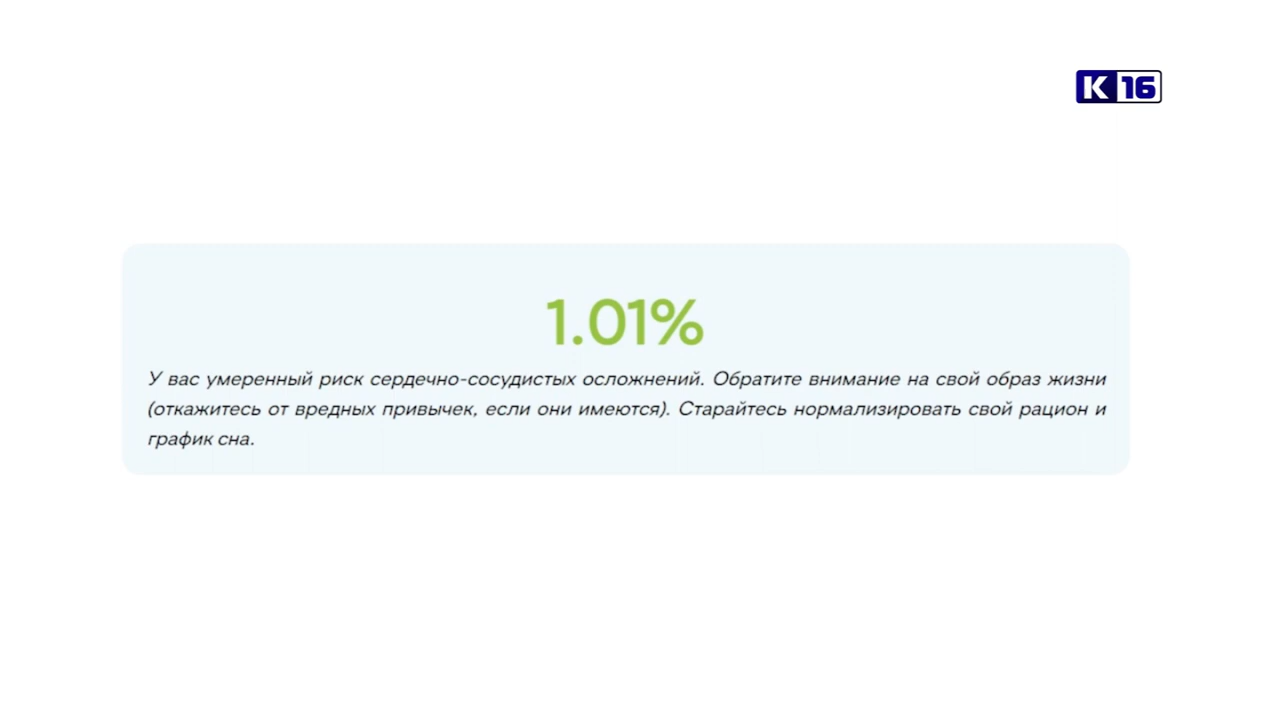 К 16
1.01%
У вас умеренный риск сердечно-сосудистых осложнений. Обратите внимание на свой образ жизни
(откажитесь от вредных привычек, если они имеются). Старайтесь нормализировать свой рацион и
график сна.